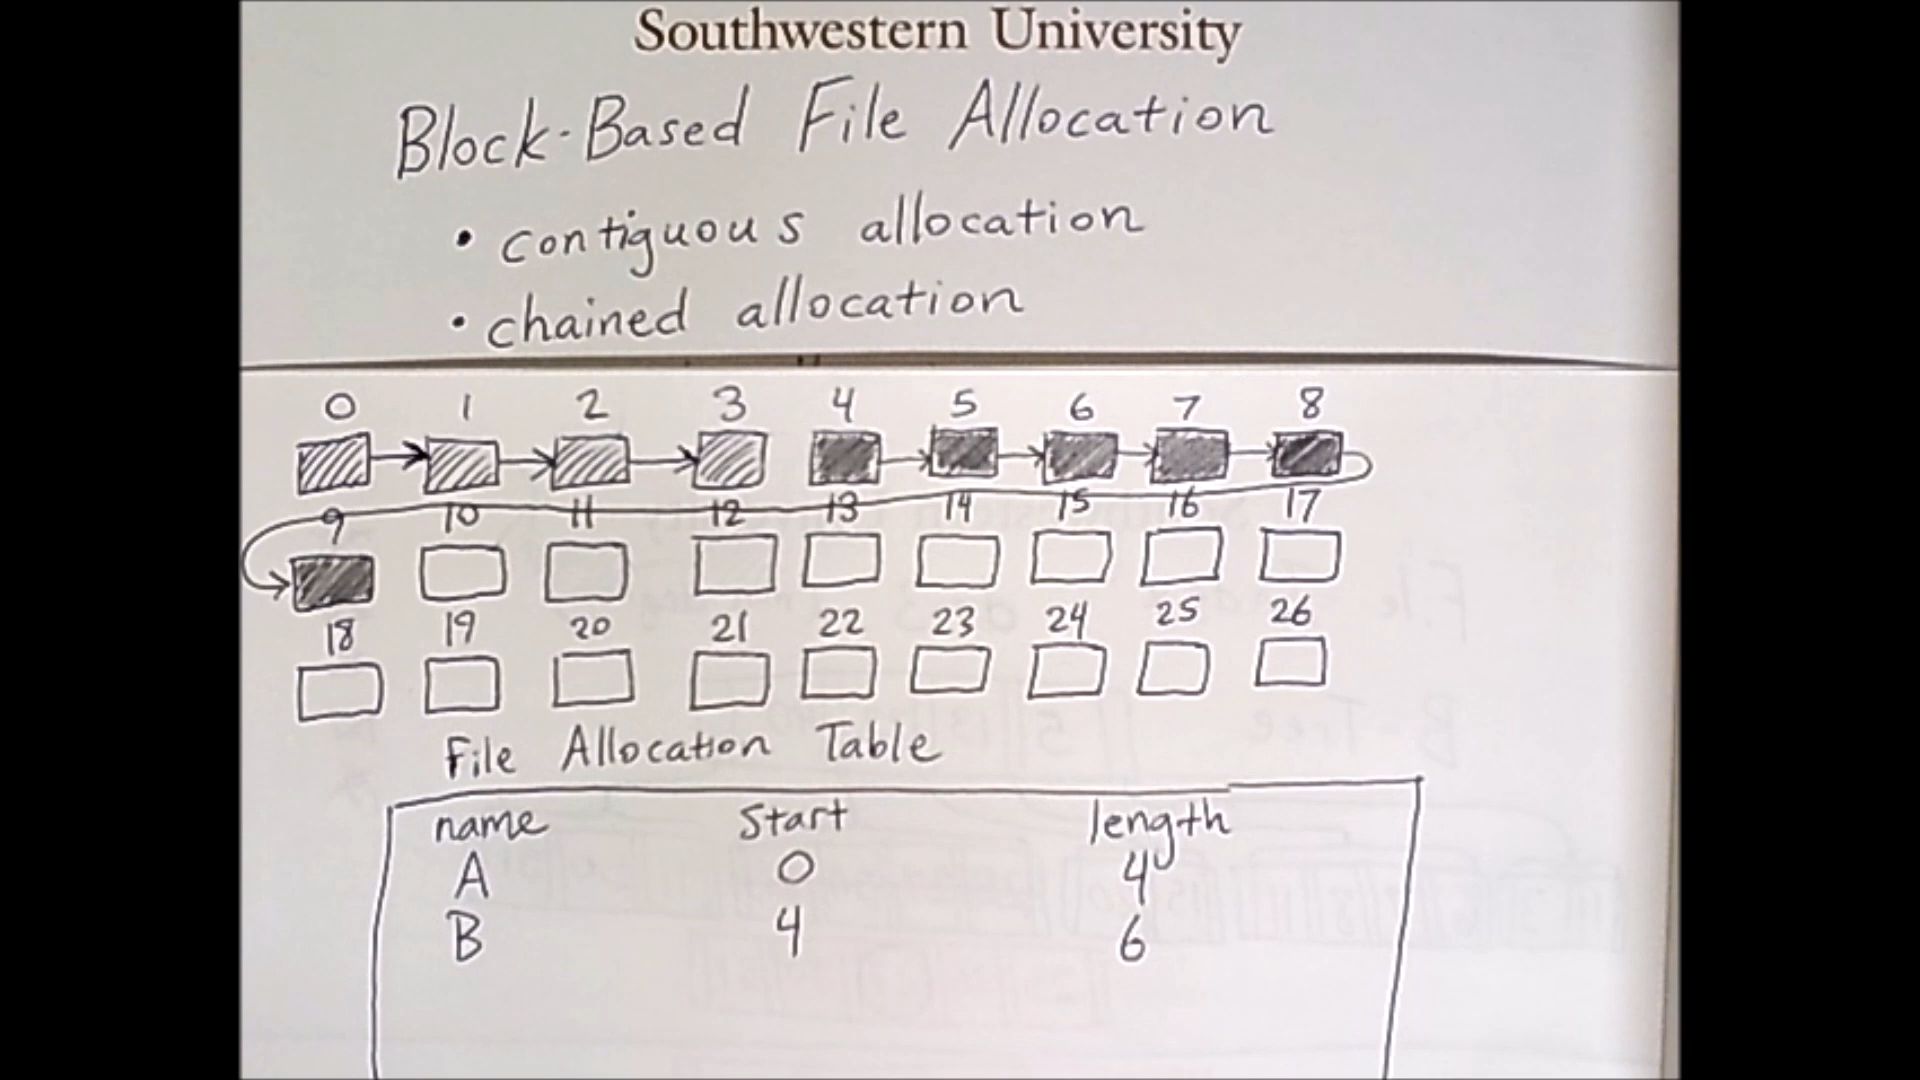 Southwestern University
Block-Based File Allocation
• contiguous allocation
• chained allocation
0 1 2 3 4 5 6 7 8
9 10 11 12 13 14 15 16 17
18 19 20 21 22 23 24 25 26
File Allocation Table
name Start length
A 0 4
B 4 6